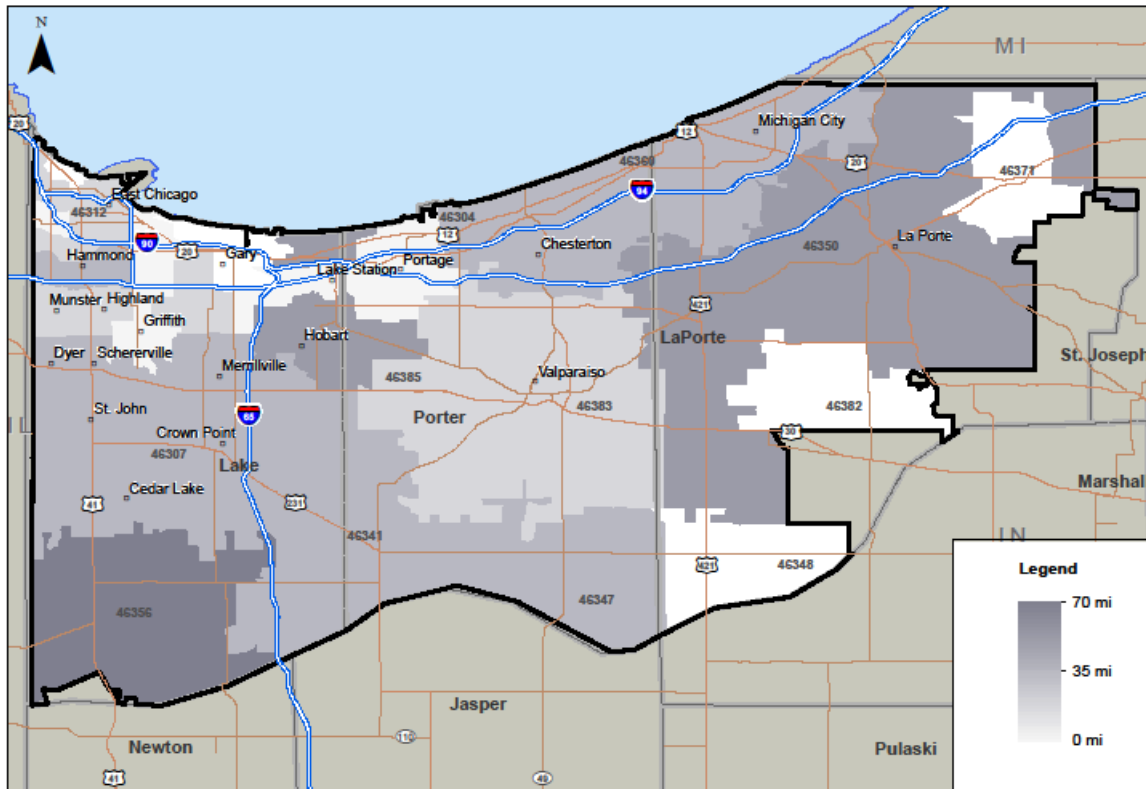 N
MI
20
12
Michigan City
46360
20
46371
East Chicago
46312
94
46304
12
90
20
Chesterton
46350
La Porte
Hammond
Gary
Lake Station
Portage
Munster
Highland
421
Griffith
Hobart
LaPorte
St. Joseph
Dyer
Schererville
Merrillville
46385
Valparaiso
46383
46382
St. John
65
Porter
30
IL
Crown Point
46307
Lake
Marshall
Cedar Lake
41
231
46341
IN
421
46348
46347
46356
Legend
70 mi
35 mi
0 mi
Jasper
Newton
110
Pulaski
41
49